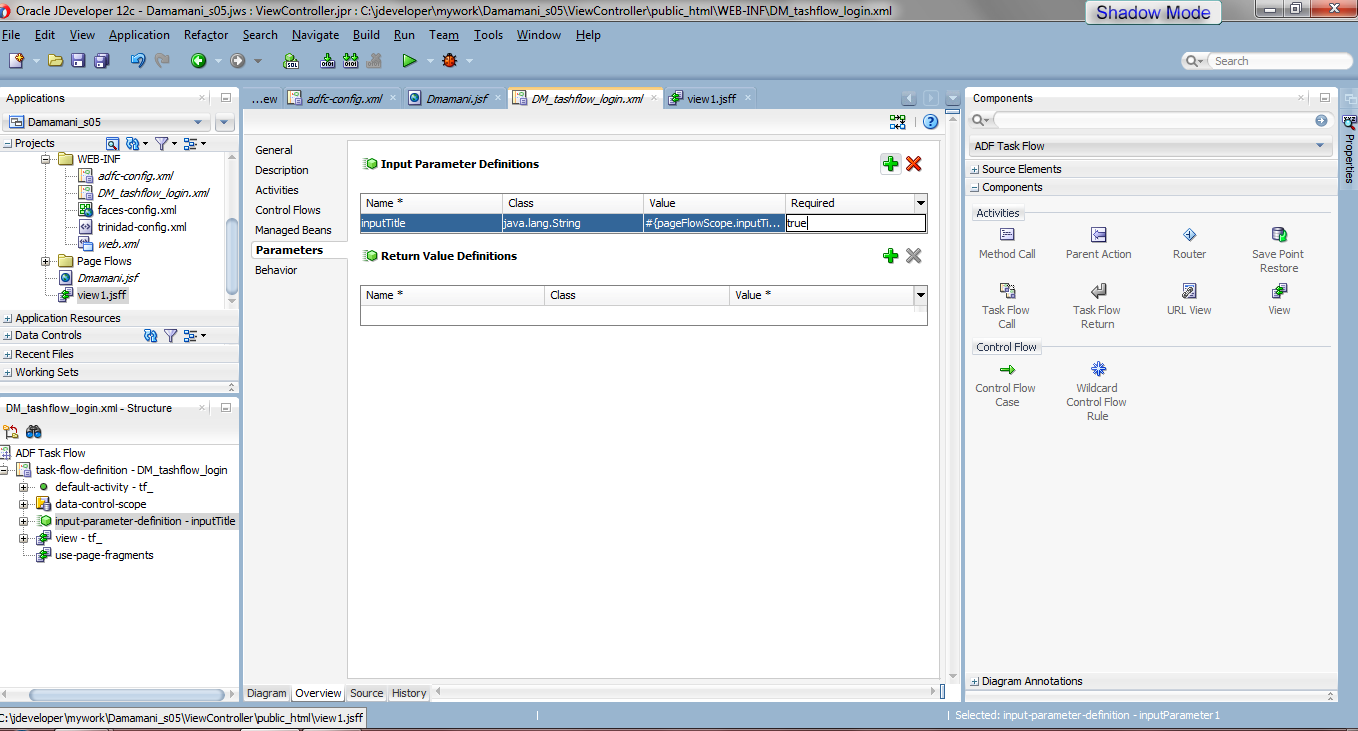 Oracle JDeveloper 12c - Damamani_s05.jws : ViewController.jpr : C:\jdeveloper\mywork\Damamani_s05\ViewController\public_html\WEB-INF\DM_tashflow_login.xml
Shadow Mode
File Edit View Application Refactor Search Navigate Build Run Team Tools Window Help
Search
Applications
Damamani_s05
Projects
WEB-INF
adfc-config.xml
DM_tashflow_login.xml
faces-config.xml
trinidad-config.xml
web.xml
Page Flows
Dmamani.jsf
view1.jsff
Application Resources
Data Controls
Recent Files
Working Sets
DM_tashflow_login.xml - Structure
ADF Task Flow
task-flow-definition - DM_tashflow_login
default-activity - tf_
data-control-scope
input-parameter-definition - inputTitle
view - tf_
use-page-fragments
...ew adfc-config.xml Dmamani.jsf DM_tashflow_login.xml view1.jsff
General
Description
Activities
Control Flows
Managed Beans
Parameters
Behavior
Input Parameter Definitions
Name * Class Value Required
inputTitle java.lang.String #{pageFlowScope.inputTi... true
Return Value Definitions
Name * Class Value *
Diagram Overview Source History
Components
ADF Task Flow
Source Elements
Components
Activities
Method Call Parent Action Router Save Point Restore
Task Flow Call Task Flow Return URL View View
Control Flow
Control Flow Case Wildcard Control Flow Rule
Diagram Annotations
Properties
C:\jdeveloper\mywork\Damamani_s05\ViewController\public_html\view1.jsff
Selected: input-parameter-definition - inputParameter1